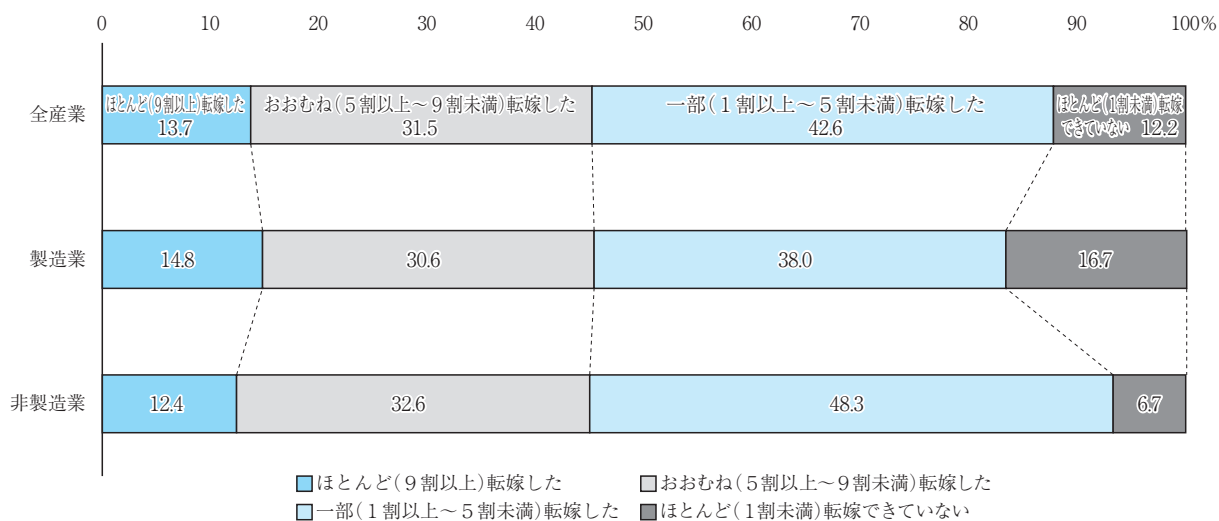 0 10 20 30 40 50 60 70 80 90 100%
全産業
ほとんど(9割以上)転嫁した
13.7
おおむね(5割以上～9割未満)転嫁した
31.5
一部(1割以上～5割未満)転嫁した
42.6
ほとんど(1割未満)転嫁
できていない 12.2
製造業
14.8
30.6
38.0
16.7
非製造業
12.4
32.6
48.3
6.7
ほとんど(9割以上)転嫁した
おおむね(5割以上～9割未満)転嫁した
一部(1割以上～5割未満)転嫁した
ほとんど(1割未満)転嫁できていない